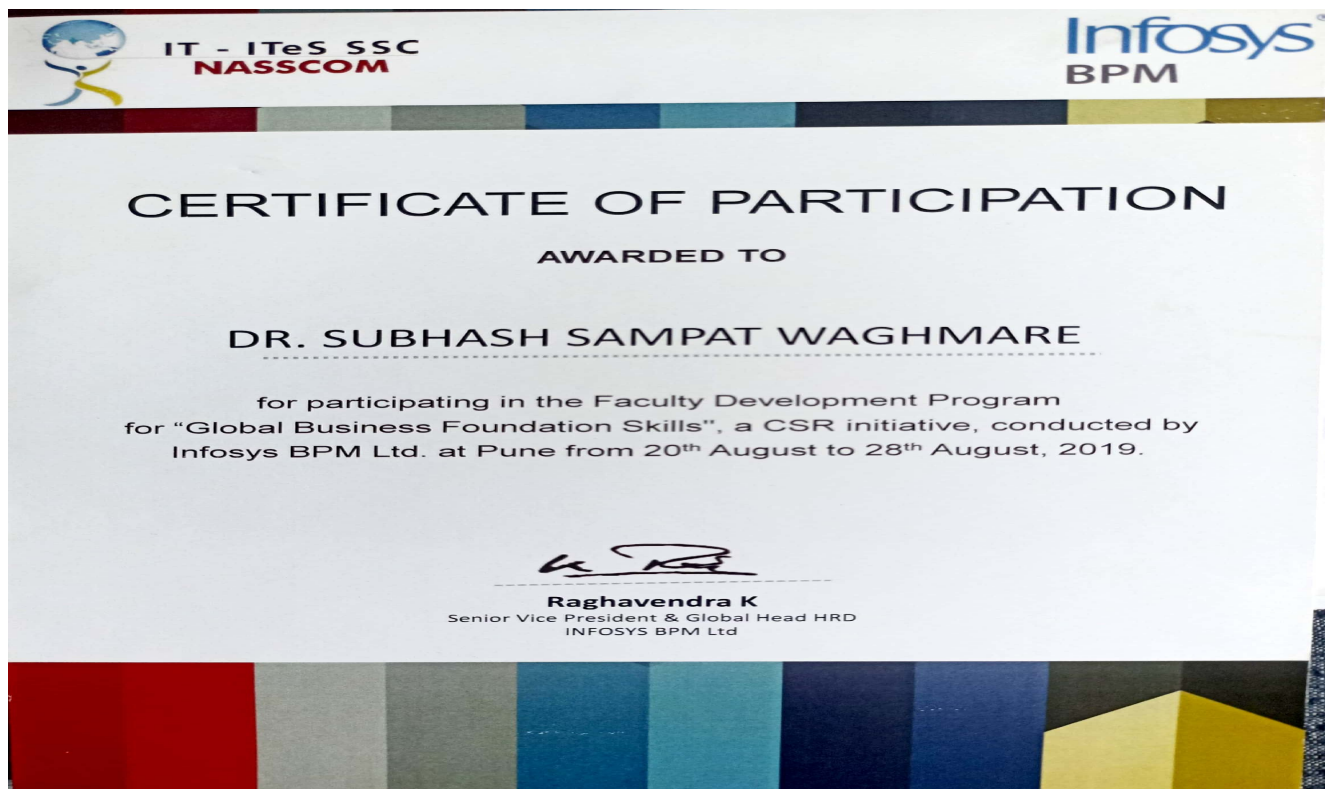 IT - ITeS SSC
NASSCOM
Infosys®
BPM
CERTIFICATE OF PARTICIPATION
AWARDED TO
DR. SUBHASH SAMPAT WAGHMARE
for participating in the Faculty Development Program
for “Global Business Foundation Skills", a CSR initiative, conducted by
Infosys BPM Ltd. at Pune from 20th August to 28th August, 2019.
Raghavendra K
Senior Vice President & Global Head HRD
INFOSYS BPM Ltd